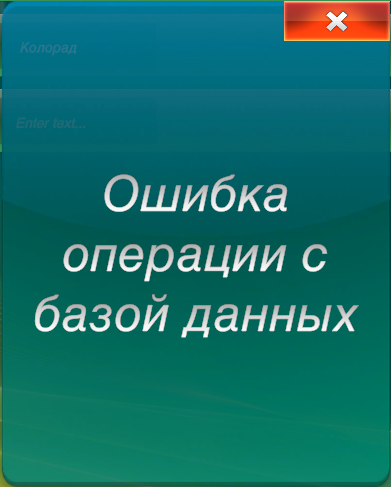 Колорад
Enter text...
Ошибка
операции с
базой данных